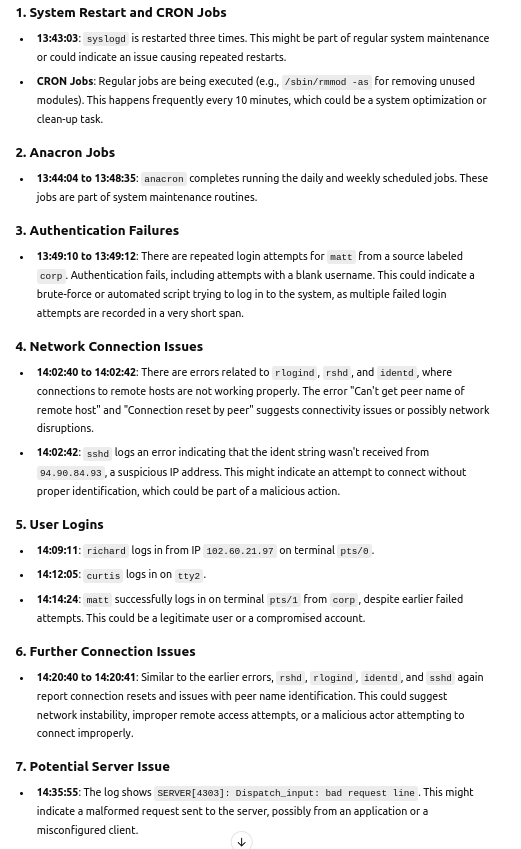 1. System Restart and CRON Jobs
• 13:43:03: syslogd is restarted three times. This might be part of regular system maintenance
or could indicate an issue causing repeated restarts.
• CRON Jobs: Regular jobs are being executed (e.g., /sbin/rmmod -as for removing unused
modules). This happens frequently every 10 minutes, which could be a system optimization or
clean-up task.
2. Anacron Jobs
• 13:44:04 to 13:48:35: anacron completes running the daily and weekly scheduled jobs. These
jobs are part of system maintenance routines.
3. Authentication Failures
• 13:49:10 to 13:49:12: There are repeated login attempts for matt from a source labeled
corp. Authentication fails, including attempts with a blank username. This could indicate a
brute-force or automated script trying to log in to the system, as multiple failed login
attempts are recorded in a very short span.
4. Network Connection Issues
• 14:02:40 to 14:02:42: There are errors related to rlogind, rshd, and identd, where
connections to remote hosts are not working properly. The error "Can't get peer name of
remote host" and "Connection reset by peer" suggests connectivity issues or possibly network
disruptions.
• 14:02:42: sshd logs an error indicating that the ident string wasn't received from
94.90.84.93, a suspicious IP address. This might indicate an attempt to connect without
proper identification, which could be part of a malicious action.
5. User Logins
• 14:09:11: richard logs in from IP 102.60.21.97 on terminal pts/0.
• 14:12:05: curtis logs in on tty2.
• 14:14:24: matt successfully logs in on terminal pts/1 from corp, despite earlier failed
attempts. This could be a legitimate user or a compromised account.
6. Further Connection Issues
• 14:20:40 to 14:20:41: Similar to the earlier errors, rshd, rlogind, identd, and sshd again
report connection resets and issues with peer name identification. This could suggest
network instability, improper remote access attempts, or a malicious actor attempting to
connect improperly.
7. Potential Server Issue
• 14:35:55: The log shows SERVER[4303]: Dispatch_input: bad request line. This might
indicate a malformed request sent to the server, possibly from an application or a
misconfigured client.